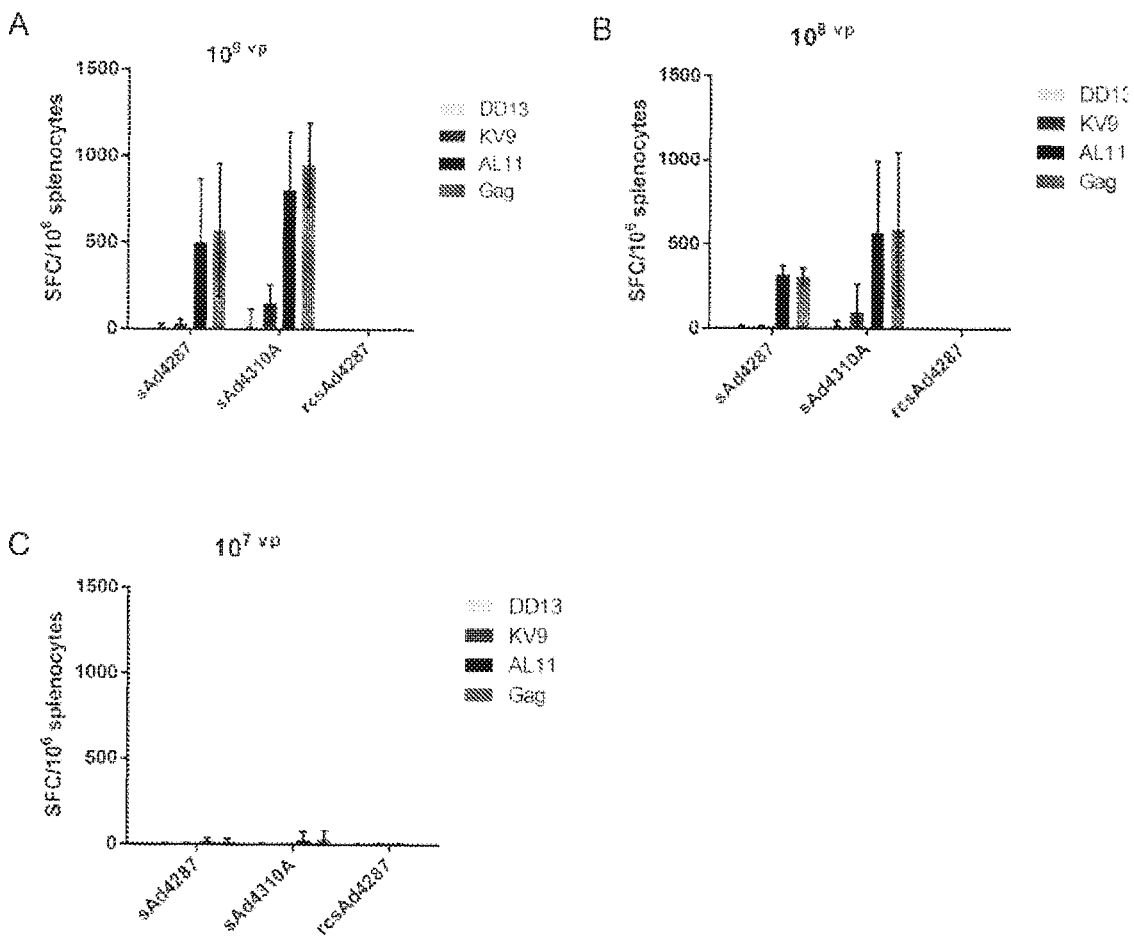 A
10⁹ vp
1500
1000
500
0
SFC/10⁶ splenocytes
DD13
KV9
AL11
Gag
sAd4287
sAd4310A
rcsAd4287
B
10⁸ vp
1500
1000
500
0
SFC/10⁶ splenocytes
DD13
KV9
AL11
Gag
sAd4287
sAd4310A
rcsAd4287
C
10⁷ vp
1500
1000
500
0
SFC/10⁶ splenocytes
DD13
KV9
AL11
Gag
sAd4287
sAd4310A
rcsAd4287